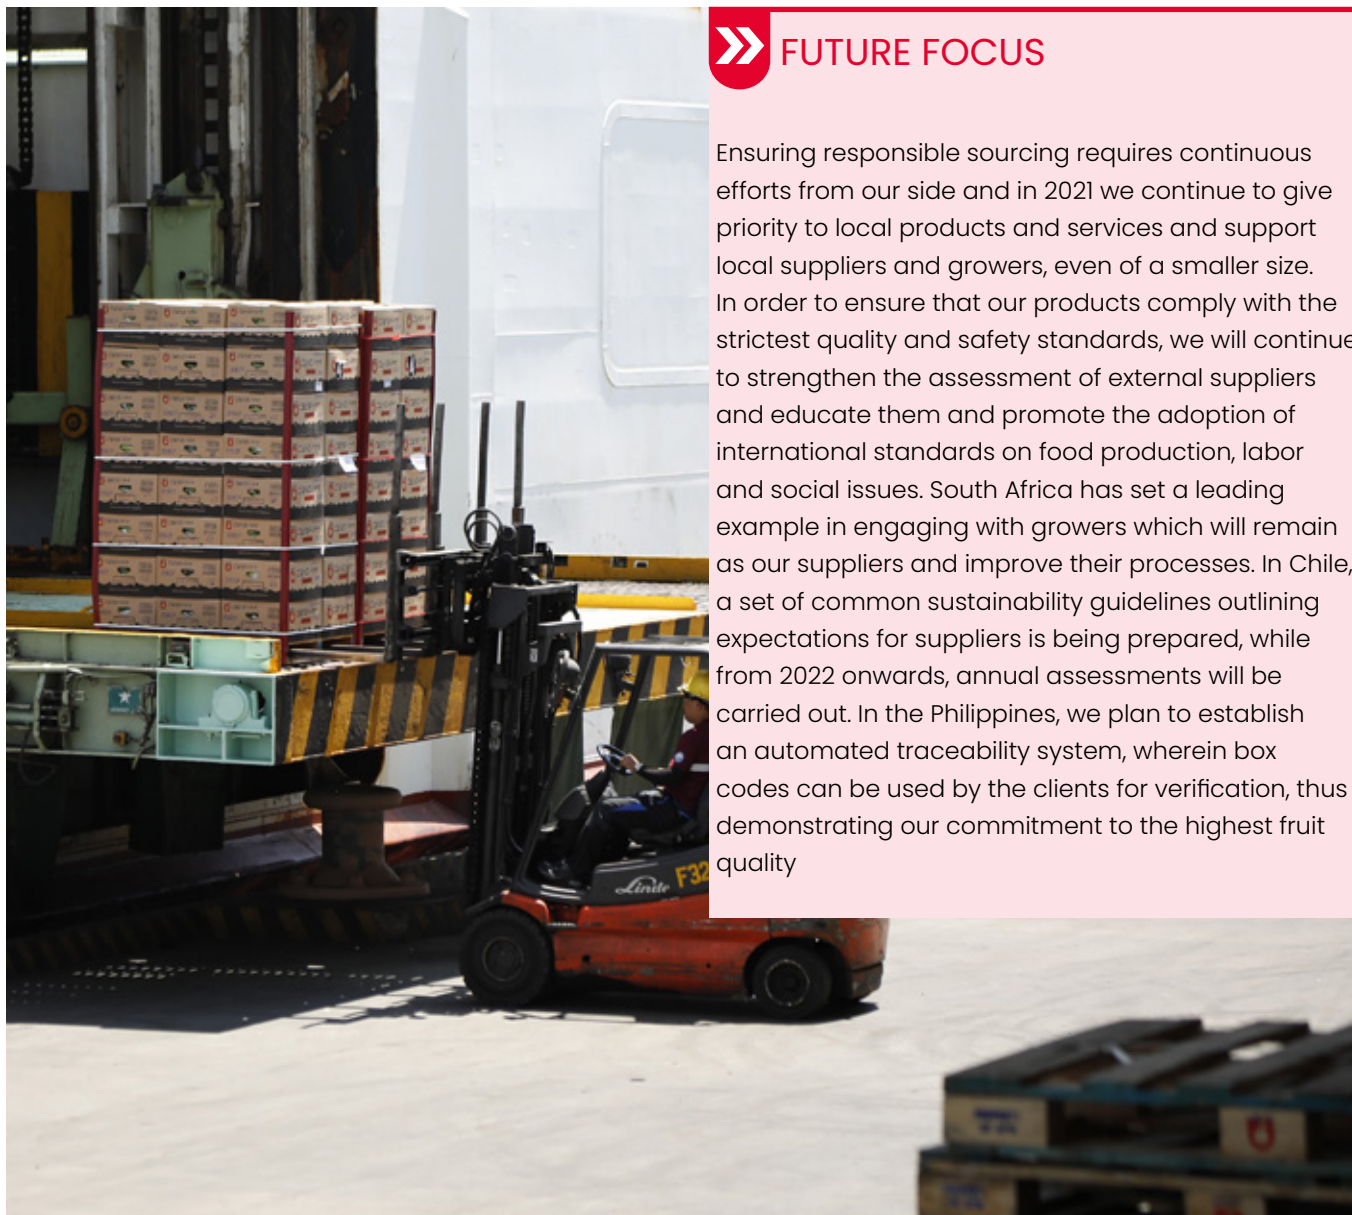 FUTURE FOCUS
Ensuring responsible sourcing requires continuous
efforts from our side and in 2021 we continue to give
priority to local products and services and support
local suppliers and growers, even of a smaller size.
In order to ensure that our products comply with the
strictest quality and safety standards, we will continue
to strengthen the assessment of external suppliers
and educate them and promote the adoption of
international standards on food production, labor
and social issues. South Africa has set a leading
example in engaging with growers which will remain
as our suppliers and improve their processes. In Chile,
a set of common sustainability guidelines outlining
expectations for suppliers is being prepared, while
from 2022 onwards, annual assessments will be
carried out. In the Philippines, we plan to establish
an automated traceability system, wherein box
codes can be used by the clients for verification, thus
demonstrating our commitment to the highest fruit
quality
Linde
F32